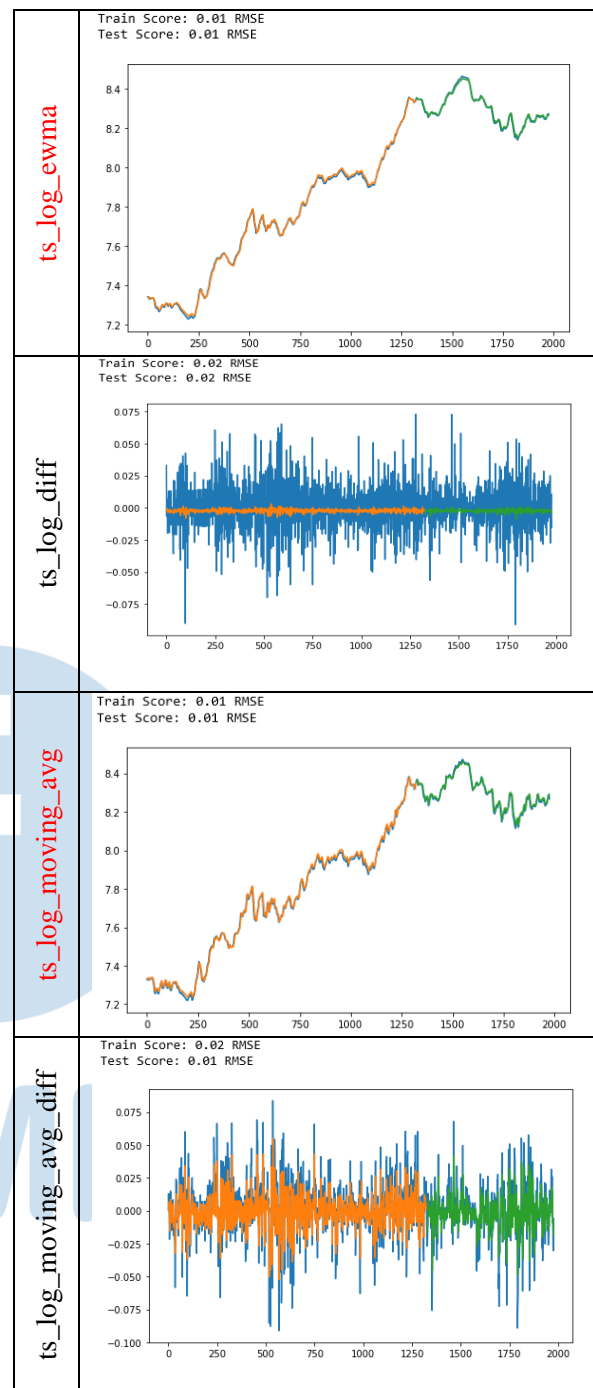 ts_log_ewma
Train Score: 0.01 RMSE
Test Score: 0.01 RMSE
8.4
8.2
8.0
7.8
7.6
7.4
7.2
0 250 500 750 1000 1250 1500 1750 2000
ts_log_diff
Train Score: 0.02 RMSE
Test Score: 0.02 RMSE
0.075
0.050
0.025
0.000
−0.025
−0.050
−0.075
0 250 500 750 1000 1250 1500 1750 2000
ts_log_moving_avg
Train Score: 0.01 RMSE
Test Score: 0.01 RMSE
8.4
8.2
8.0
7.8
7.6
7.4
7.2
0 250 500 750 1000 1250 1500 1750 2000
ts_log_moving_avg_diff
Train Score: 0.02 RMSE
Test Score: 0.01 RMSE
0.075
0.050
0.025
0.000
−0.025
−0.050
−0.075
−0.100
0 250 500 750 1000 1250 1500 1750 2000